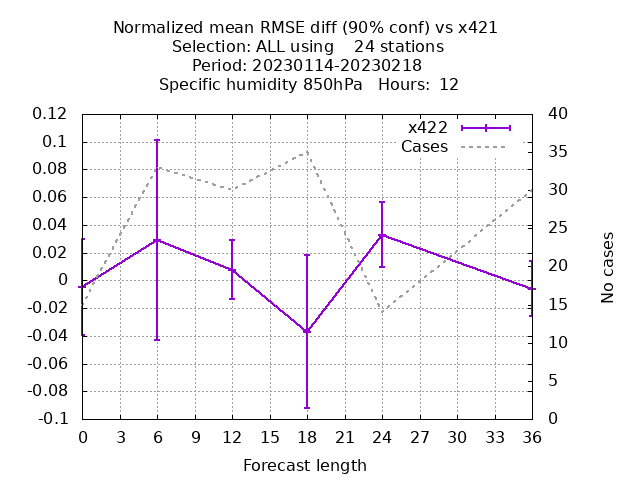 Normalized mean RMSE diff (90% conf) vs x421
Selection: ALL using    24 stations
Period: 20230114-20230218
Specific humidity 850hPa   Hours:  12
0.12
0.1
0.08
0.06
0.04
0.02
0
-0.02
-0.04
-0.06
-0.08
-0.1
x422
Cases
40
35
30
25
20
15
10
5
0
No cases
0 3 6 9 12 15 18 21 24 27 30 33 36
Forecast length